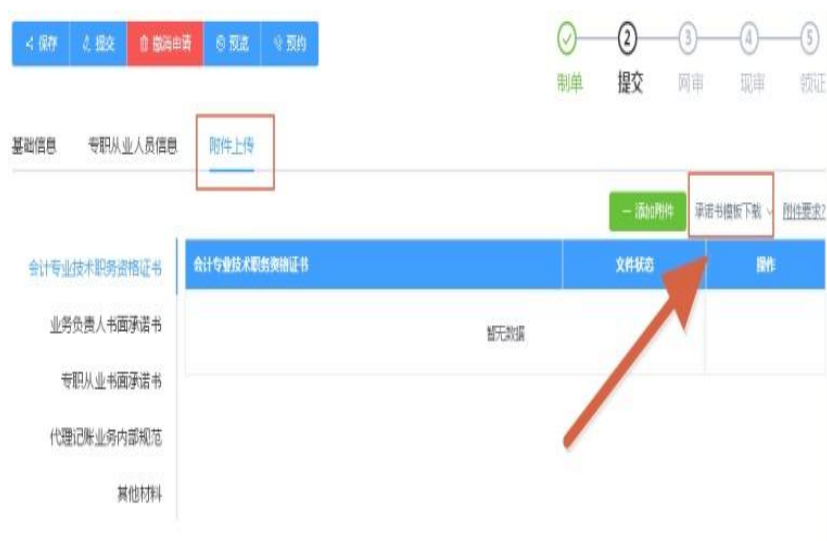 保存 提交 撤消申请 预览 预约
2 3 4 5
制单 提交 网审 现审 领证
基础信息 专职从业人员信息 附件上传
添加附件 承诺书模板下载 附件要求?
会计专业技术职务资格证书 会计专业技术职务资格证书 文件状态 操作
业务负责人书面承诺书 暂无数据
专职从业书面承诺书
代理记账业务内部规范
其他材料